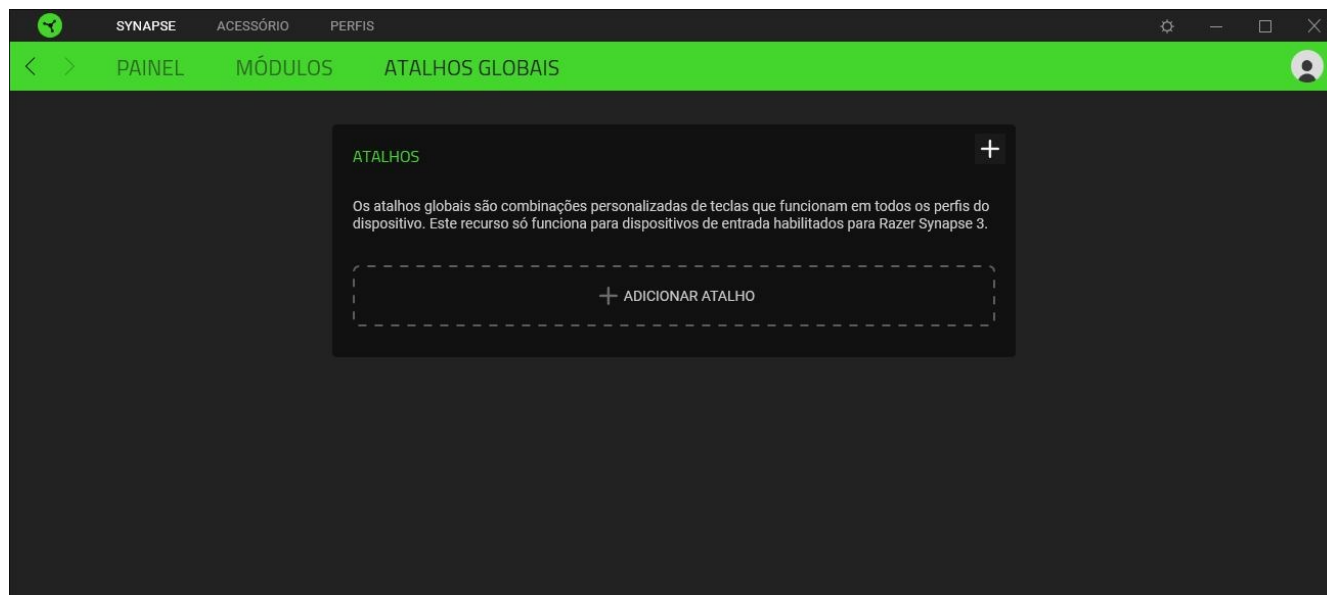 SYNAPSE ACESSÓRIO PERFIS
PAINEL MÓDULOS ATALHOS GLOBAIS
ATALHOS
Os atalhos globais são combinações personalizadas de teclas que funcionam em todos os perfis do
dispositivo. Este recurso só funciona para dispositivos de entrada habilitados para Razer Synapse 3.
ADICIONAR ATALHO